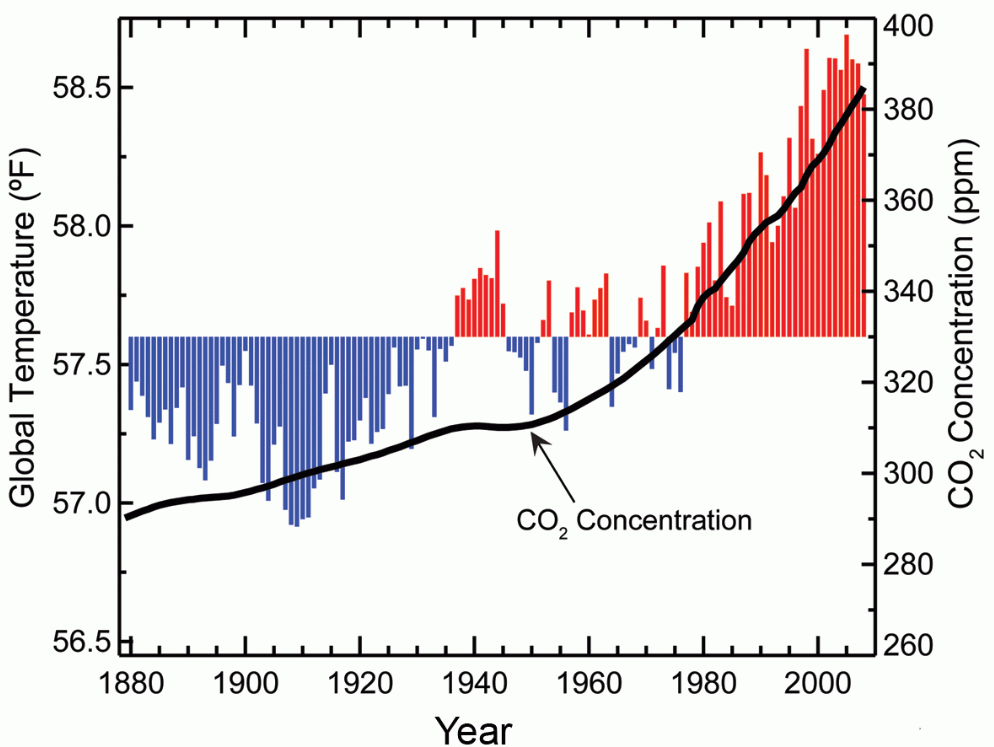 Global Temperature (ºF)
58.5
58.0
57.5
57.0
56.5
400
380
360
340
320
300
280
260
CO2 Concentration (ppm)
CO2 Concentration
1880 1900 1920 1940 1960 1980 2000
Year